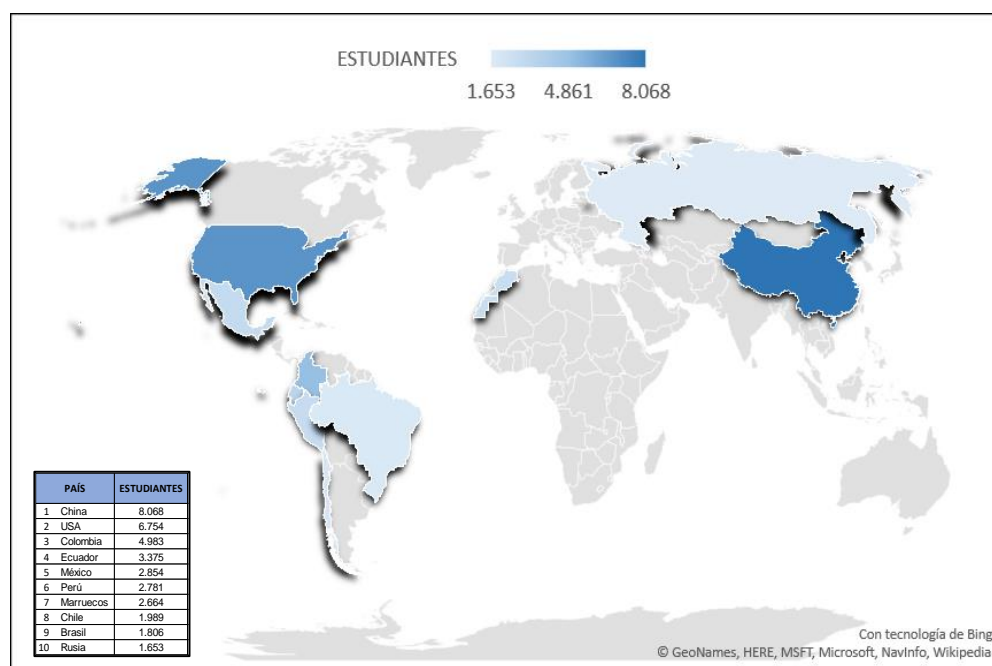 ESTUDIANTES
1.653 4.861 8.068
PAÍS ESTUDIANTES
1 China 8.068
2 USA 6.754
3 Colombia 4.983
4 Ecuador 3.375
5 México 2.854
6 Perú 2.781
7 Marruecos 2.664
8 Chile 1.989
9 Brasil 1.806
10 Rusia 1.653
Con tecnología de Bing
© GeoNames, HERE, MSFT, Microsoft, NavInfo, Wikipedia